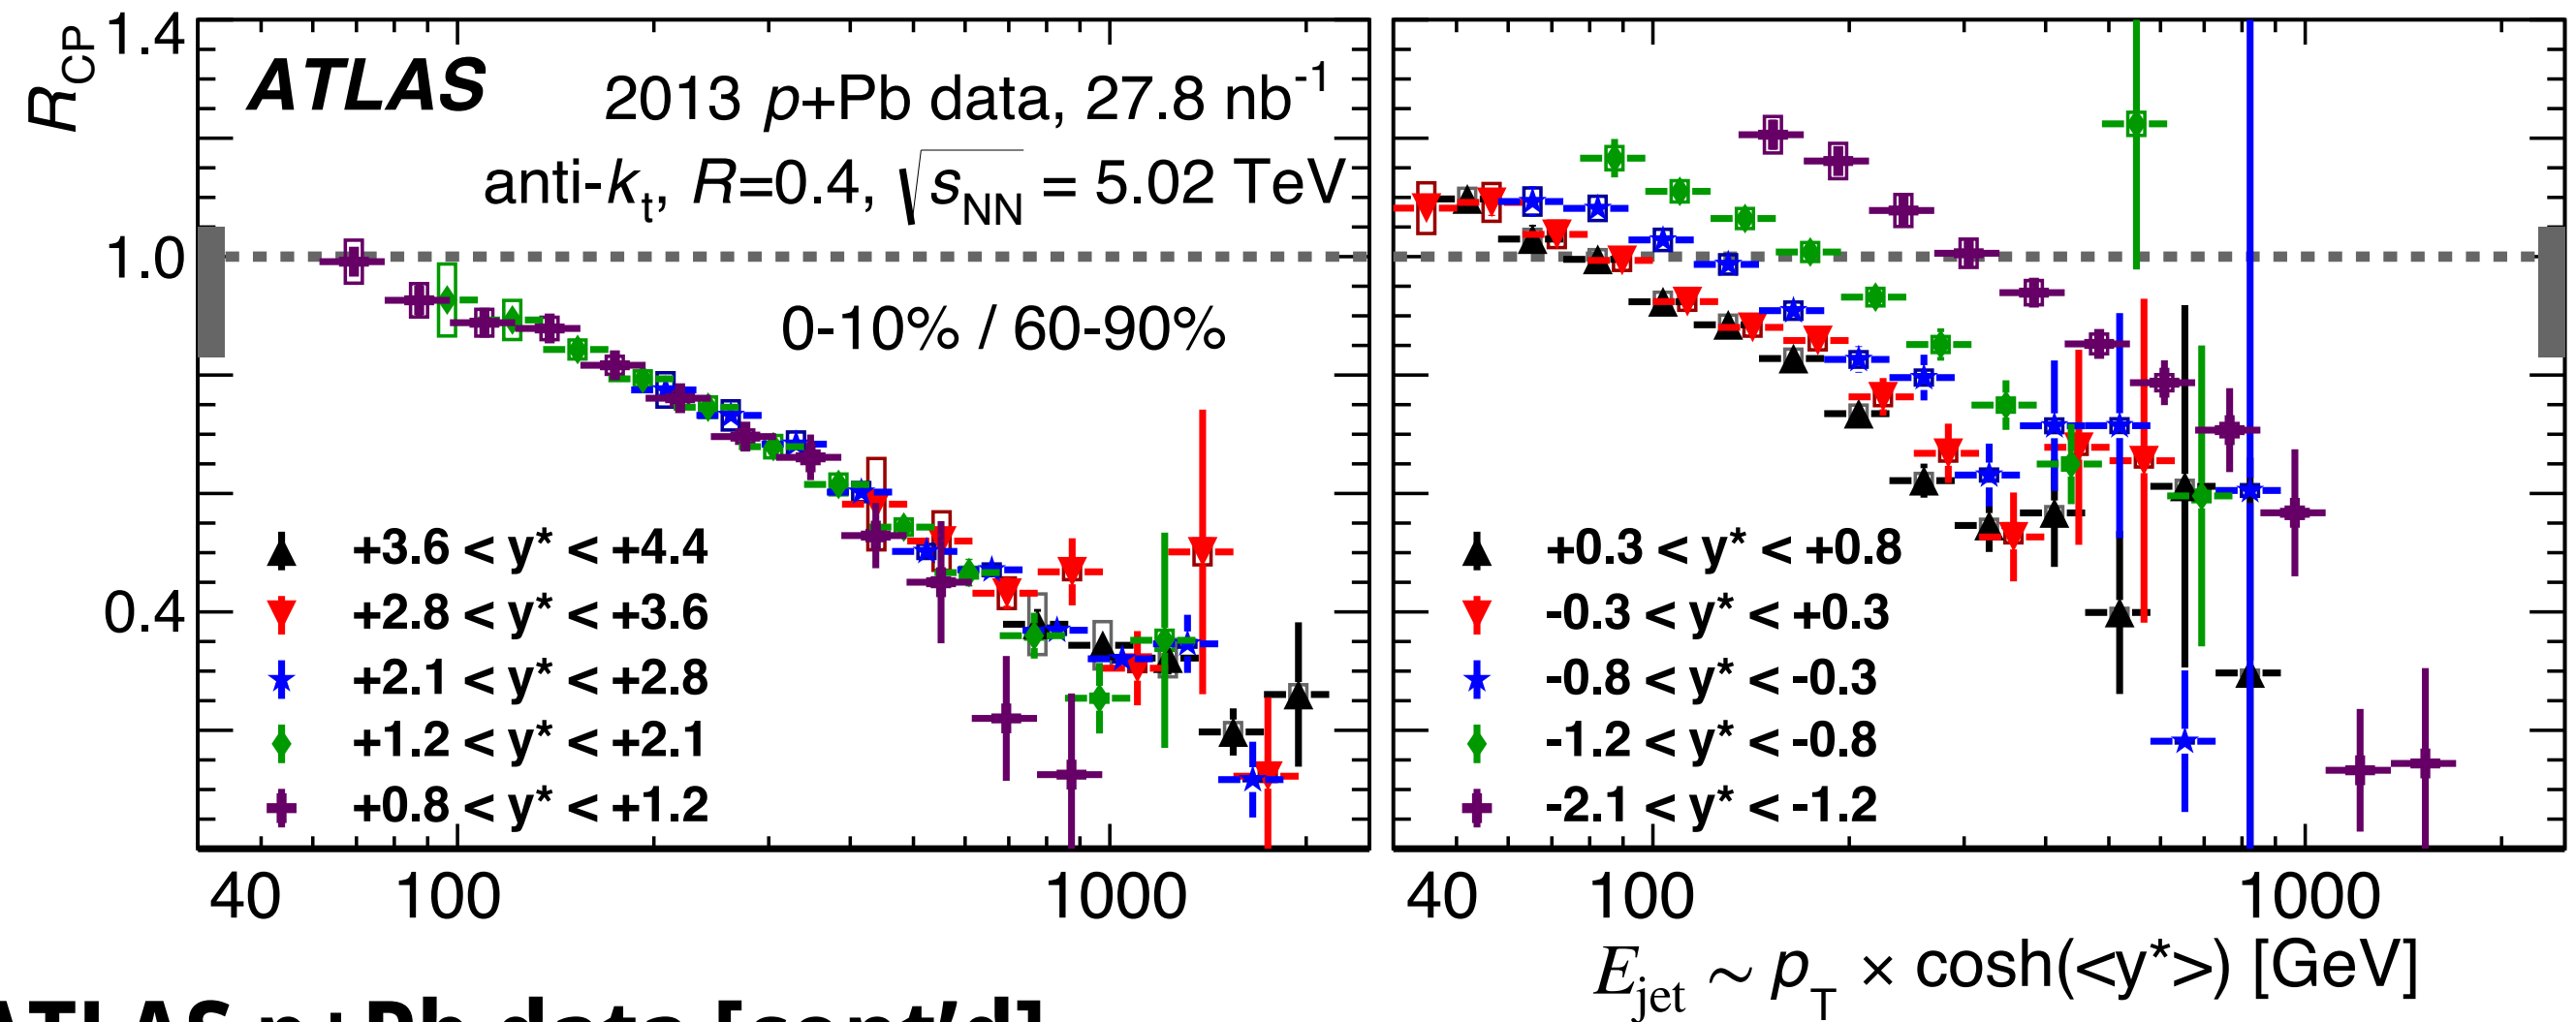 R_CP
1.4
1.0
0.4
ATLAS
2013 p+Pb data, 27.8 nb⁻¹
anti-k_t, R=0.4, √s_NN = 5.02 TeV
0-10% / 60-90%
+3.6 < y* < +4.4
+2.8 < y* < +3.6
+2.1 < y* < +2.8
+1.2 < y* < +2.1
+0.8 < y* < +1.2
+0.3 < y* < +0.8
-0.3 < y* < +0.3
-0.8 < y* < -0.3
-1.2 < y* < -0.8
-2.1 < y* < -1.2
40 100 1000
40 100 1000
E_jet ~ p_T × cosh(<y*>) [GeV]
ATLAS p+Pb data [cont'd]